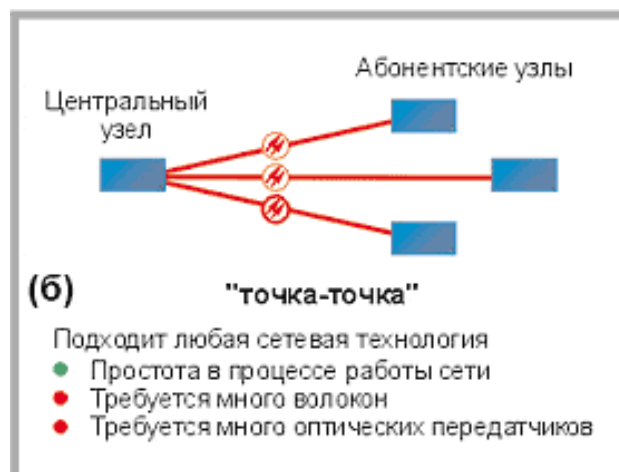 Абонентские узлы
Центральный
узел
(б)
"точка-точка"
Подходит любая сетевая технология
Простота в процессе работы сети
Требуется много волокон
Требуется много оптических передатчиков